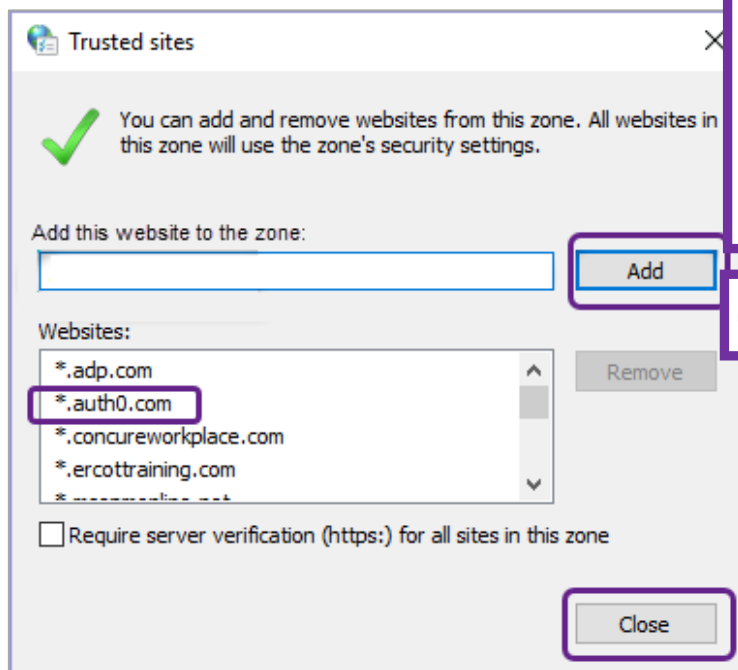 Trusted sites
You can add and remove websites from this zone. All websites in
this zone will use the zone's security settings.
Add this website to the zone:
Add
Websites:
*.adp.com
Remove
*.auth0.com
*.concureworkplace.com
*.ercottraining.com
Require server verification (https:) for all sites in this zone
Close